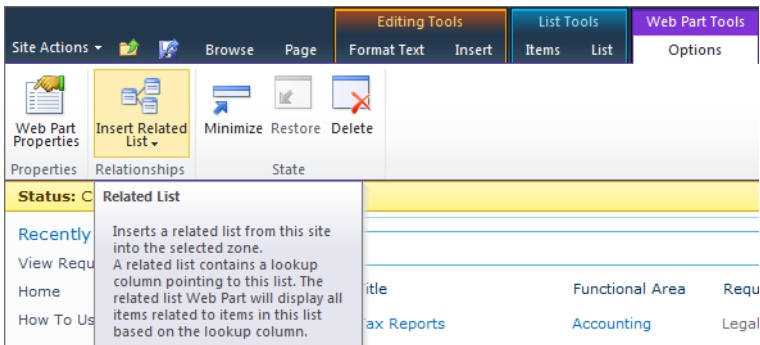 Editing Tools List Tools Web Part Tools
Site Actions Browse Page Format Text Insert Items List Options
Web Part Properties
Insert Related List
Minimize Restore Delete
Properties Relationships State
Status: C
Related List
Inserts a related list from this site
into the selected zone.
A related list contains a lookup
column pointing to this list. The
related list Web Part will display all
items related to items in this list
based on the lookup column.
Recently
View Requ
Home
How To Us
itle Functional Area Requ
ax Reports Accounting Legal